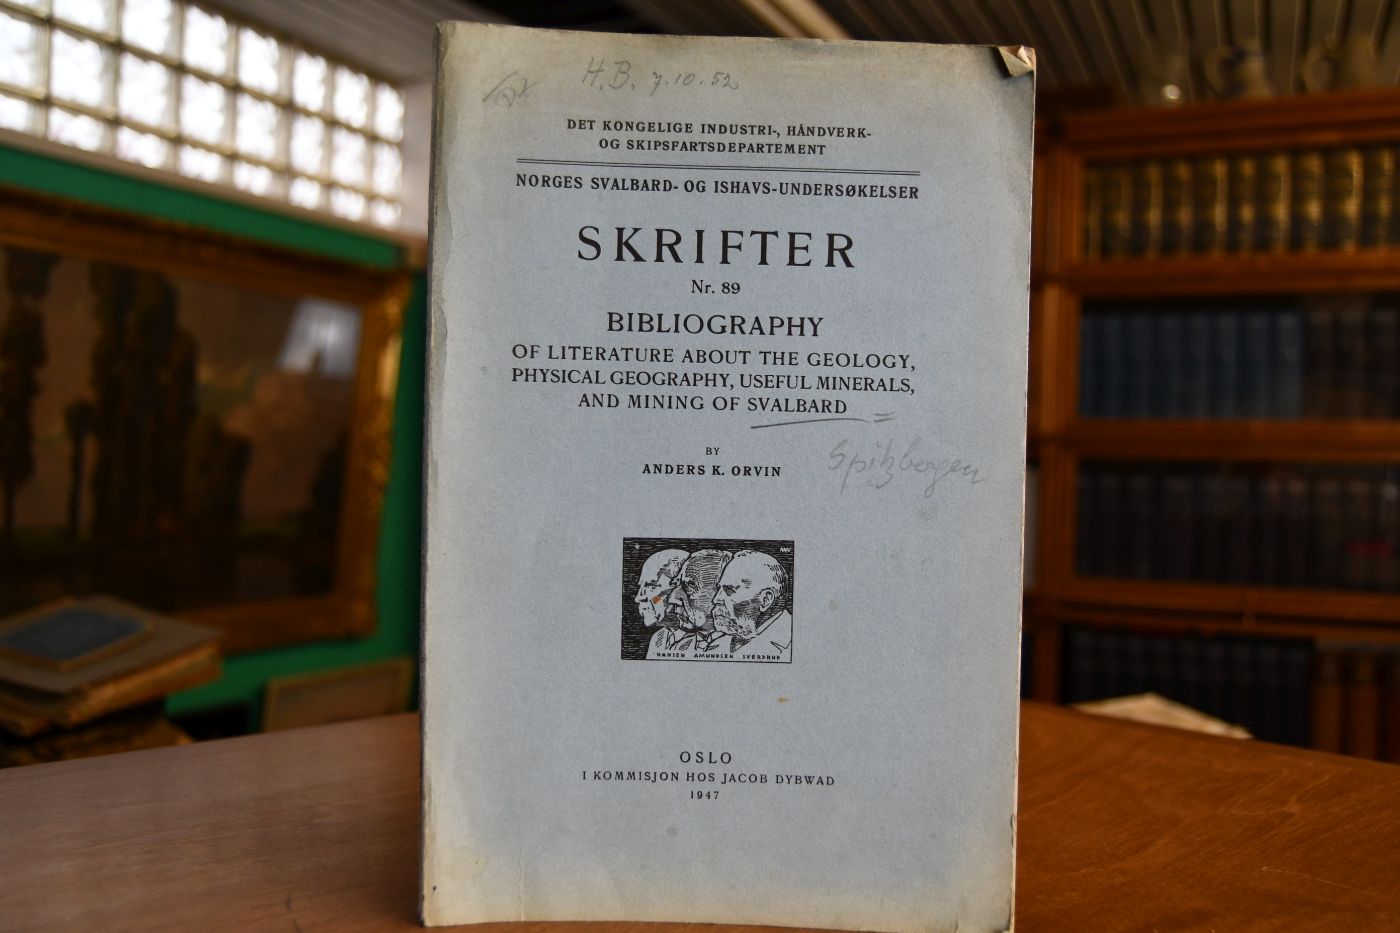 H.B. 7.10.52
DET KONGELIGE INDUSTRI-, HÅNDVERK-
OG SKIPSFARTSDEPARTEMENT
NORGES SVALBARD- OG ISHAVS-UNDERSØKELSER
SKRIFTER
Nr. 89
BIBLIOGRAPHY
OF LITERATURE ABOUT THE GEOLOGY,
PHYSICAL GEOGRAPHY, USEFUL MINERALS,
AND MINING OF SVALBARD
=
Spitzbergen
BY
ANDERS K. ORVIN
NANSEN AMUNDSEN SVERDRUP
OSLO
I KOMMISJON HOS JACOB DYBWAD
1947